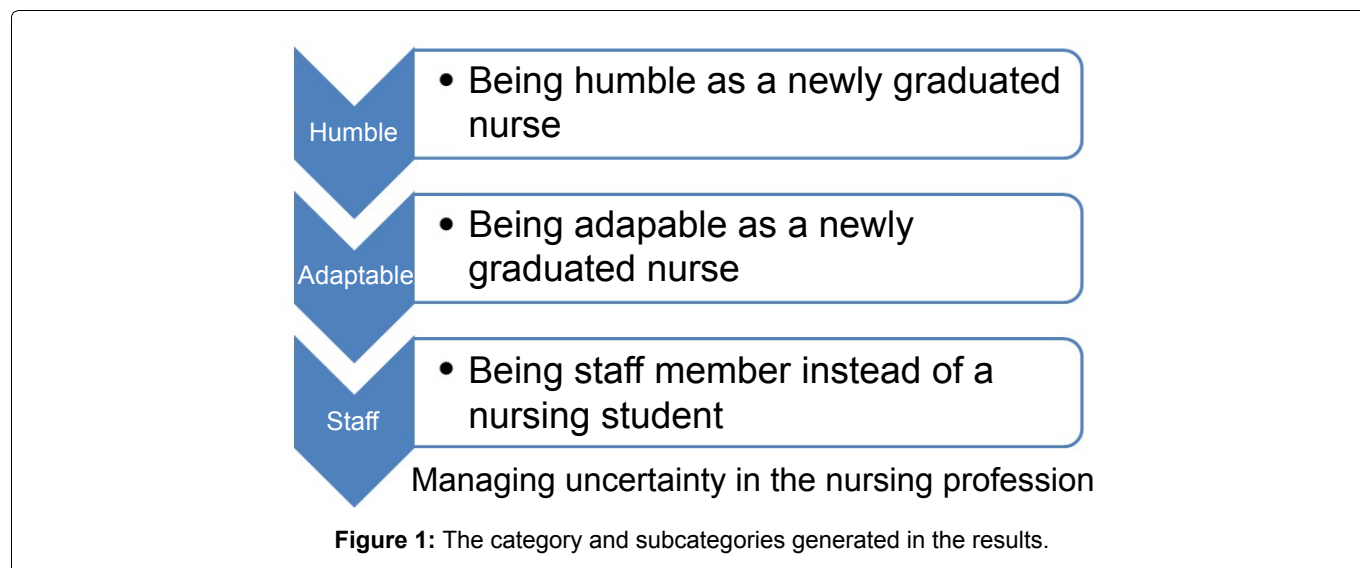 Humble
• Being humble as a newly graduated
nurse
Adaptable
• Being adapable as a newly
graduated nurse
Staff
• Being staff member instead of a
nursing student
Managing uncertainty in the nursing profession
Figure 1: The category and subcategories generated in the results.